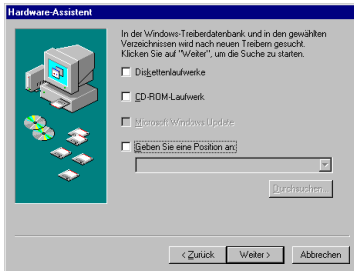 Hardware-Assistent
In der Windows-Treiberdatenbank und in den gewählten
Verzeichnissen wird nach neuen Treibern gesucht.
Klicken Sie auf "Weiter", um die Suche zu starten.
Diskettenlaufwerke
CD-ROM-Laufwerk
Microsoft Windows Update
Geben Sie eine Position an:
Durchsuchen...
< Zurück Weiter > Abbrechen